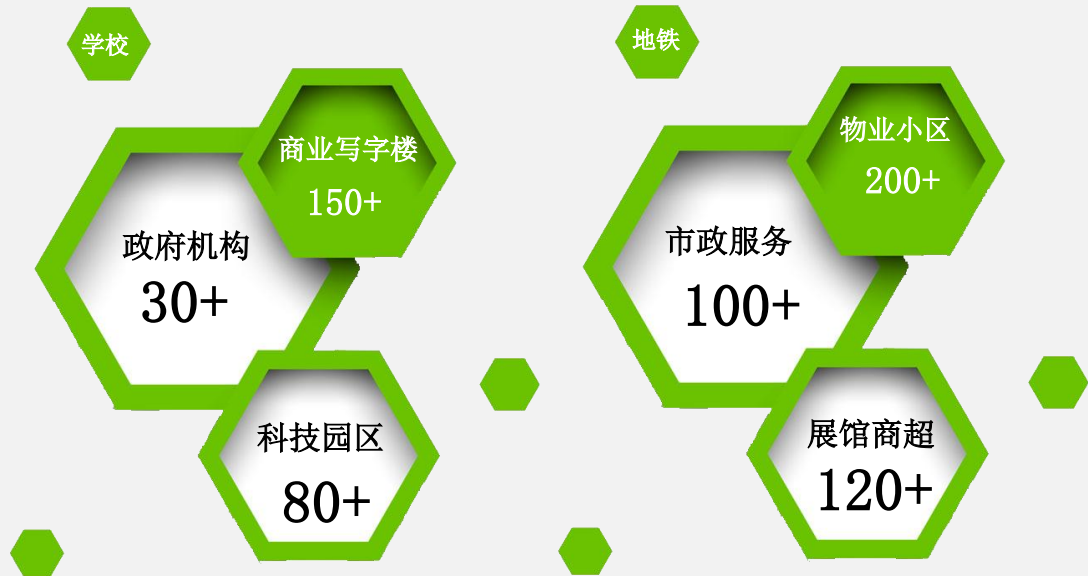 学校
商业写字楼
150+
政府机构
30+
科技园区
80+
地铁
物业小区
200+
市政服务
100+
展馆商超
120+